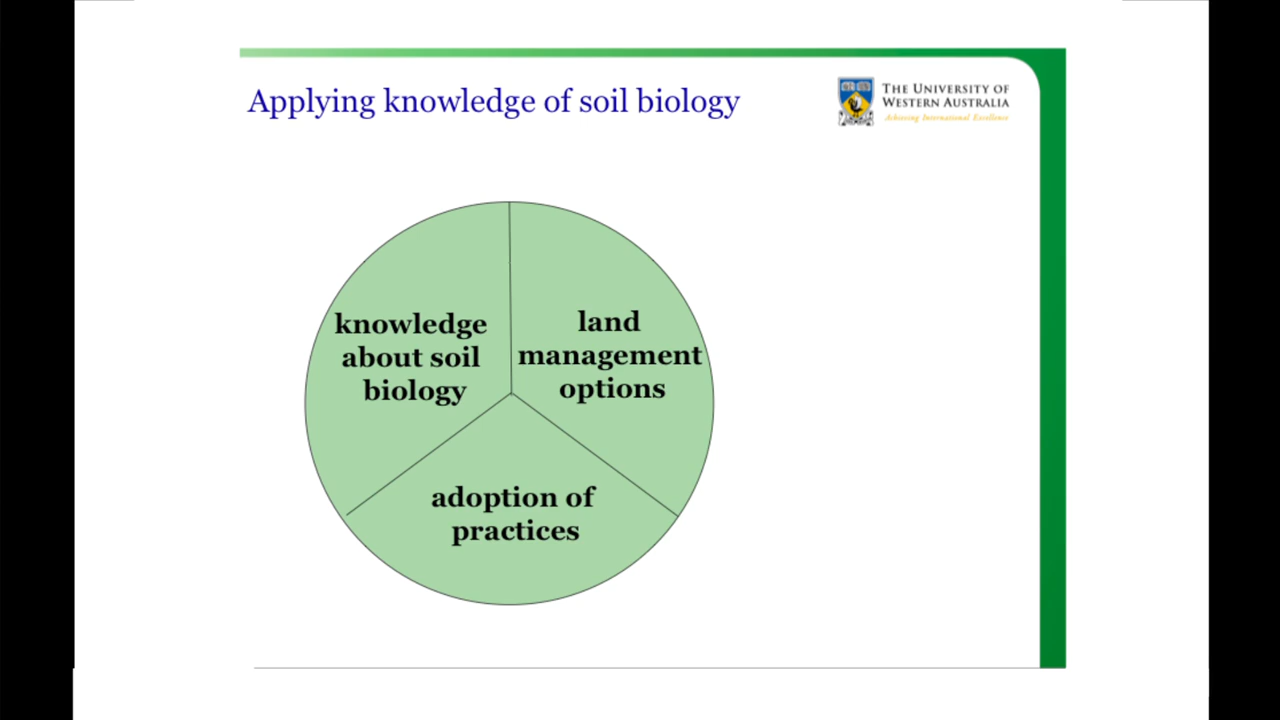 Applying knowledge of soil biology
THE UNIVERSITY OF
WESTERN AUSTRALIA
Achieving International Excellence
knowledge
about soil
biology
land
management
options
adoption of
practices